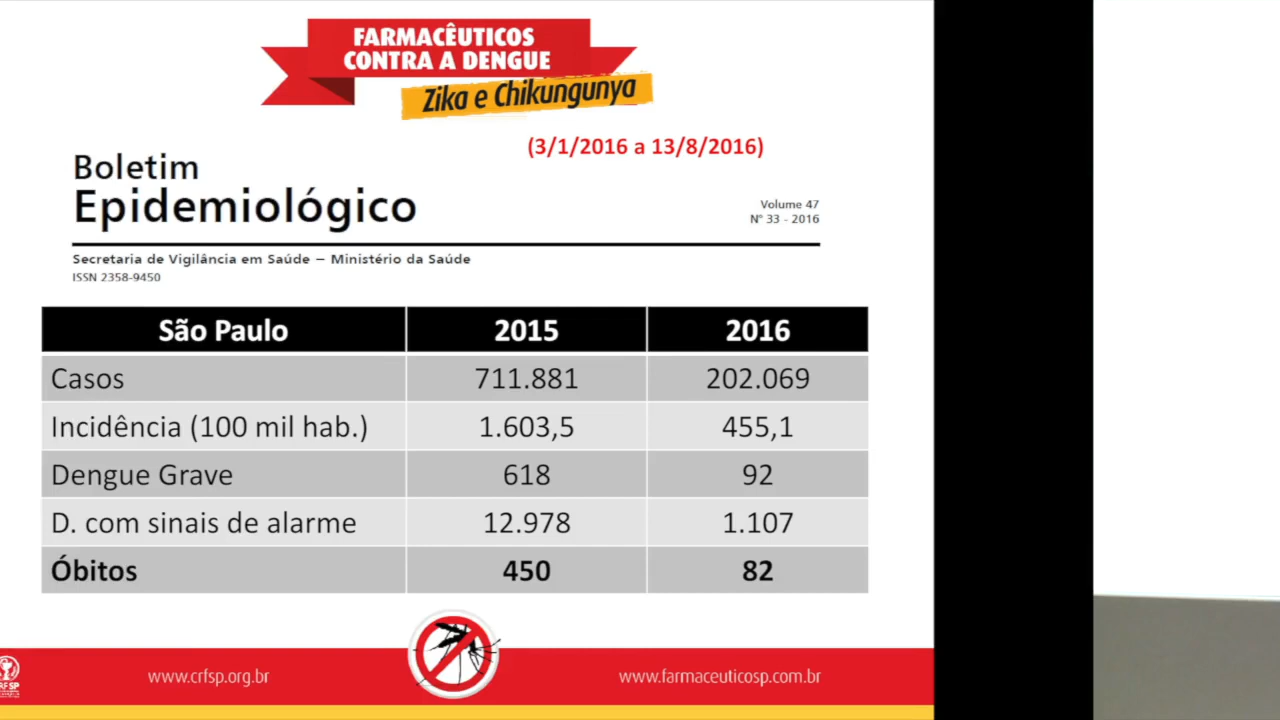 FARMACÊUTICOS
CONTRA A DENGUE
Zika e Chikungunya
(3/1/2016 a 13/8/2016)
Boletim
Epidemiológico
Volume 47
N° 33 - 2016
Secretaria de Vigilância em Saúde − Ministério da Saúde
ISSN 2358-9450
São Paulo 2015 2016
Casos 711.881 202.069
Incidência (100 mil hab.) 1.603,5 455,1
Dengue Grave 618 92
D. com sinais de alarme 12.978 1.107
Óbitos 450 82
www.crfsp.org.br
www.farmaceuticosp.com.br